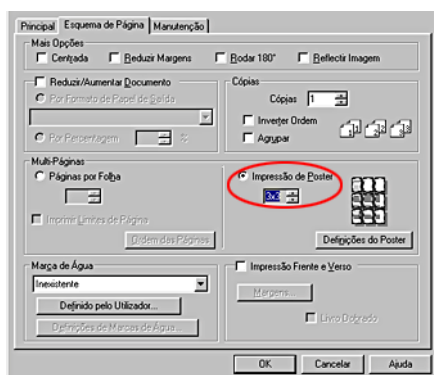 Principal Esquema de Página Manutenção
Mais Opções
Centrada Reduzir Margens Rodar 180° Reflectir Imagem
Reduzir/Aumentar Documento
Por Formato de Papel de Saída
Por Percentagem %
Cópias
Cópias 1
Inverter Ordem
Agrupar
Multi-Páginas
Páginas por Folha
Imprimir Limites de Página
Ordem das Páginas
Impressão de Poster
3x3
Definições do Poster
Marca de Água
Inexistente
Definido pelo Utilizador...
Definições de Marcas de Água...
Impressão Frente e Verso
Margens...
Livro Dobrado
OK Cancelar Ajuda